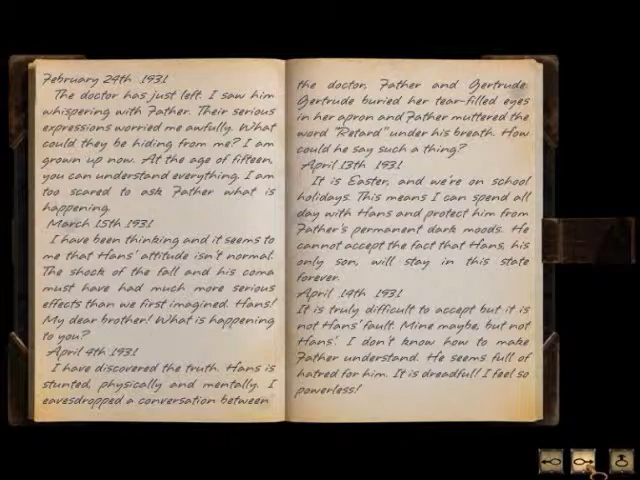 February 24th 1931
The doctor has just left. I saw him
whispering with Father. Their serious
expressions worried me awfully. What
could they be hiding from me? I am
grown up now. At the age of fifteen,
you can understand everything. I am
too scared to ask Father what is
happening.
March 15th 1931
I have been thinking and it seems to
me that Hans' attitude isn't normal.
The shock of the fall and his coma
must have had much more serious
effects than we first imagined. Hans!
My dear brother! What is happening
to you?
April 4th 1931
I have discovered the truth. Hans is
stunted, physically and mentally. I
eavesdropped a conversation between
the doctor, Father and Gertrude.
Gertrude buried her tear-filled eyes
in her apron and Father muttered the
word "Retard" under his breath. How
could he say such a thing?
April 13th 1931
It is Easter, and we're on school
holidays. This means I can spend all
day with Hans and protect him from
Father's permanent dark moods. He
cannot accept the fact that Hans, his
only son, will stay in this state
forever.
April 14th 1931
It is truly difficult to accept but it is
not Hans' fault. Mine maybe, but not
Hans'. I don't know how to make
Father understand. He seems full of
hatred for him. It is dreadful! I feel so
powerless!